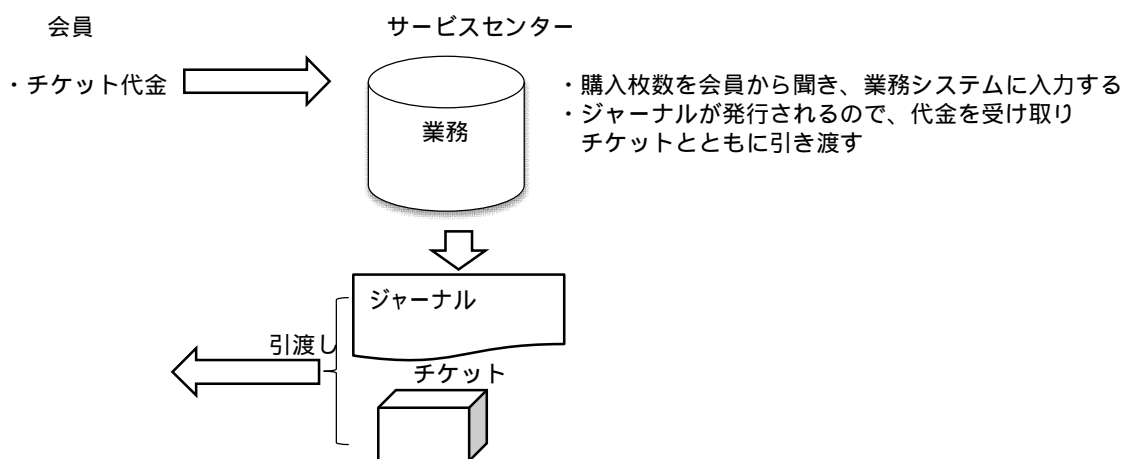 会員
サービスセンター
・チケット代金
・購入枚数を会員から聞き、業務システムに入力する
・ジャーナルが発行されるので、代金を受け取り
チケットとともに引き渡す
業務
ジャーナル
引渡し
チケット